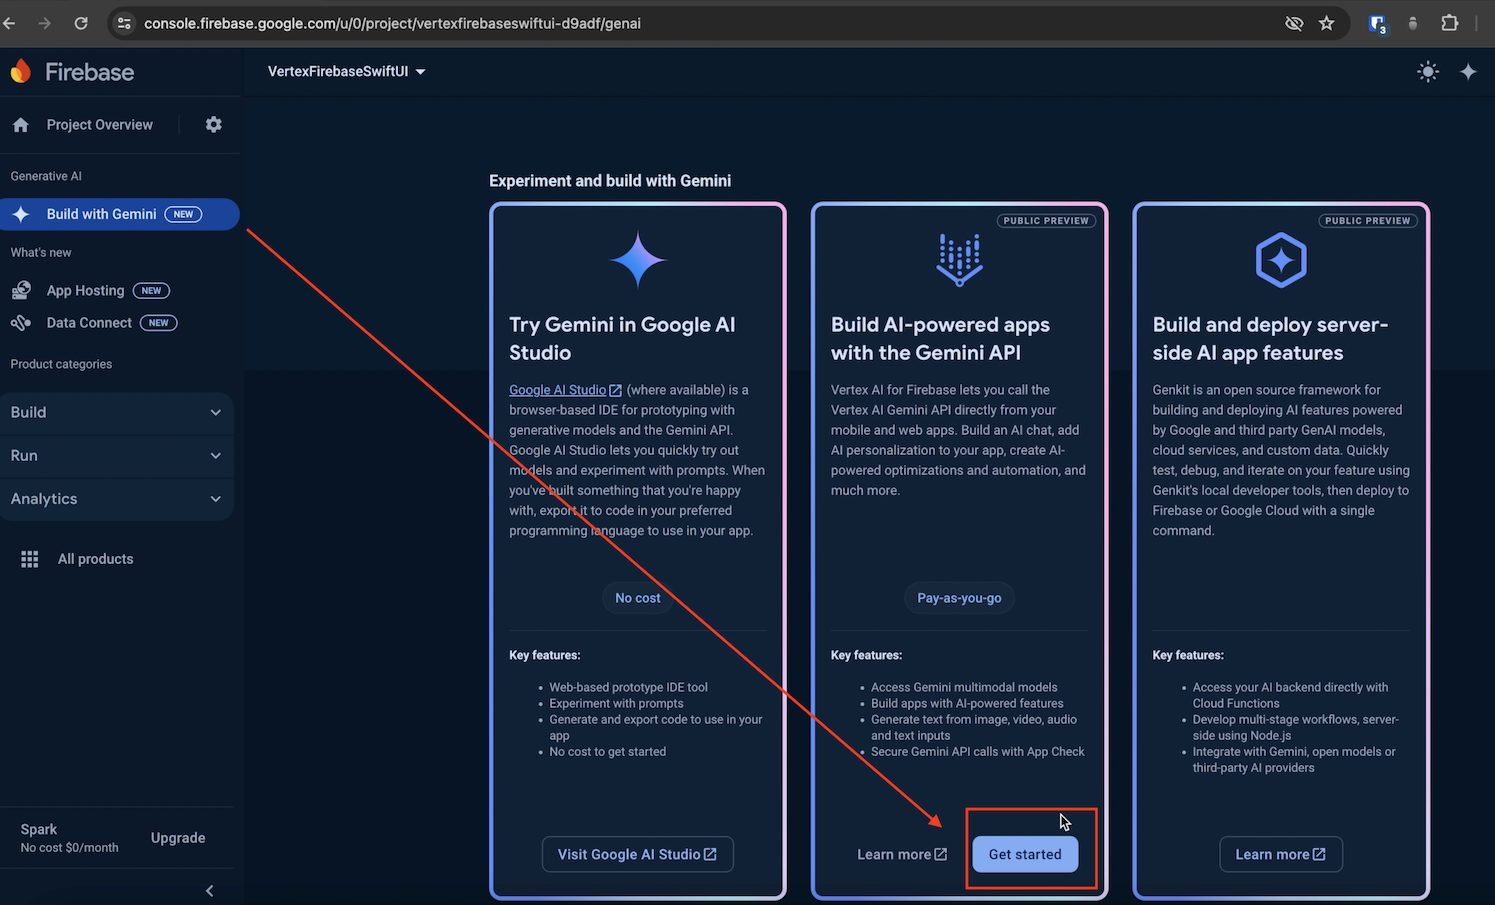 console.firebase.google.com/u/0/project/vertexfirebaseswiftui-d9adf/genai
3
Firebase
VertexFirebaseSwiftUI
Project Overview
Generative AI
Build with Gemini NEW
What's new
App Hosting NEW
Data Connect NEW
Product categories
Build
Run
Analytics
All products
Spark
No cost $0/month
Upgrade
Experiment and build with Gemini
Try Gemini in Google AI
Studio
Google AI Studio (where available) is a
browser-based IDE for prototyping with
generative models and the Gemini API.
Google AI Studio lets you quickly try out
models and experiment with prompts. When
you've built something that you're happy
with, export it to code in your preferred
programming language to use in your app.
No cost
Key features:
• Web-based prototype IDE tool
• Experiment with prompts
• Generate and export code to use in your
app
• No cost to get started
Visit Google AI Studio
PUBLIC PREVIEW
Build AI-powered apps
with the Gemini API
Vertex AI for Firebase lets you call the
Vertex AI Gemini API directly from your
mobile and web apps. Build an AI chat, add
AI personalization to your app, create AI-
powered optimizations and automation, and
much more.
Pay-as-you-go
Key features:
• Access Gemini multimodal models
• Build apps with AI-powered features
• Generate text from image, video, audio
and text inputs
• Secure Gemini API calls with App Check
Learn more
Get started
PUBLIC PREVIEW
Build and deploy server-
side AI app features
Genkit is an open source framework for
building and deploying AI features powered
by Google and third party GenAI models,
cloud services, and custom data. Quickly
test, debug, and iterate on your feature using
Genkit's local developer tools, then deploy to
Firebase or Google Cloud with a single
command.
Key features:
• Access your AI backend directly with
Cloud Functions
• Develop multi-stage workflows, server-
side using Node.js
• Integrate with Gemini, open models or
third-party AI providers
Learn more